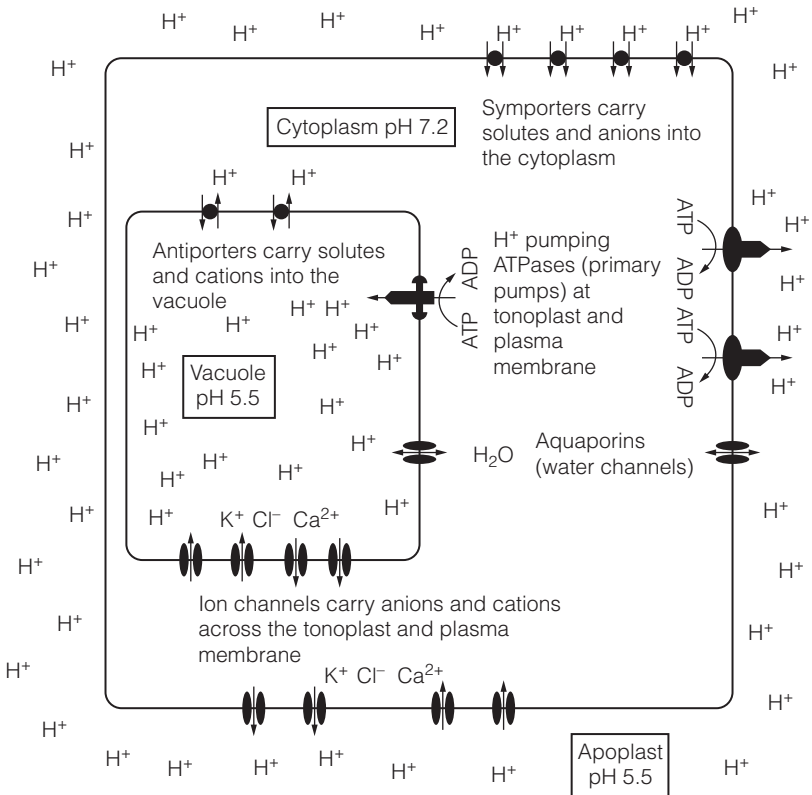 H⁺ H⁺ H⁺ H⁺ H⁺ H⁺ H⁺ H⁺ H⁺
H⁺ H⁺
Symporters carry
solutes and anions into
the cytoplasm
Cytoplasm pH 7.2
H⁺
H⁺ H⁺
H⁺
H⁺
H⁺
Antiporters carry solutes
and cations into the
vacuole
ATP
ADP
H⁺ pumping
ATPases (primary
pumps) at
tonoplast and
plasma
membrane
ATP
ADP
ATP
ADP
H⁺
H⁺
H⁺
H⁺
H⁺ H⁺
H⁺ H⁺ H⁺ H⁺
H⁺
H⁺ H⁺
H⁺
Vacuole
pH 5.5
H⁺
H⁺
H⁺
H⁺
H⁺ H⁺ H⁺
H⁺
H⁺
H₂O
Aquaporins
(water channels)
H⁺
H⁺
H⁺
K⁺ Cl⁻ Ca²⁺
H⁺
H⁺
H⁺
H⁺
Ion channels carry anions and cations
across the tonoplast and plasma
membrane
H⁺
H⁺
H⁺
K⁺ Cl⁻ Ca²⁺
H⁺
H⁺
Apoplast
pH 5.5
H⁺ H⁺ H⁺ H⁺ H⁺ H⁺ H⁺